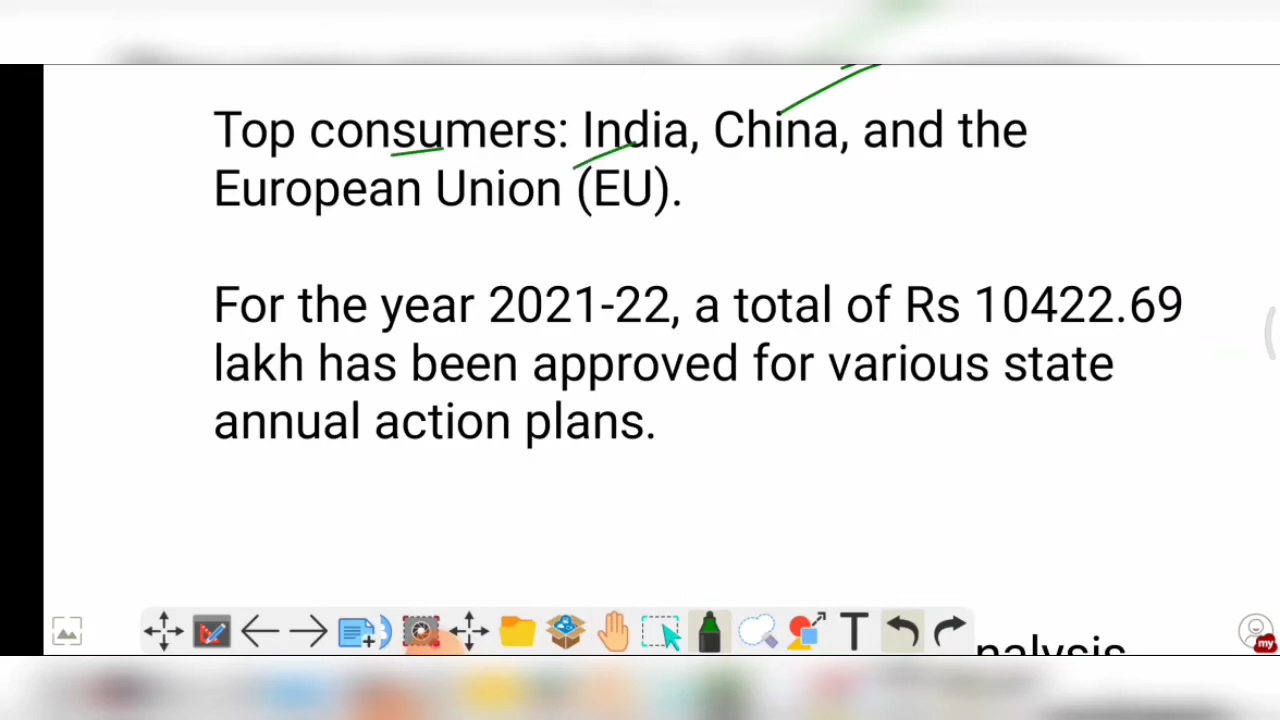 Top consumers: India, China, and the
European Union (EU).
For the year 2021-22, a total of Rs 10422.69
lakh has been approved for various state
annual action plans.
T
my